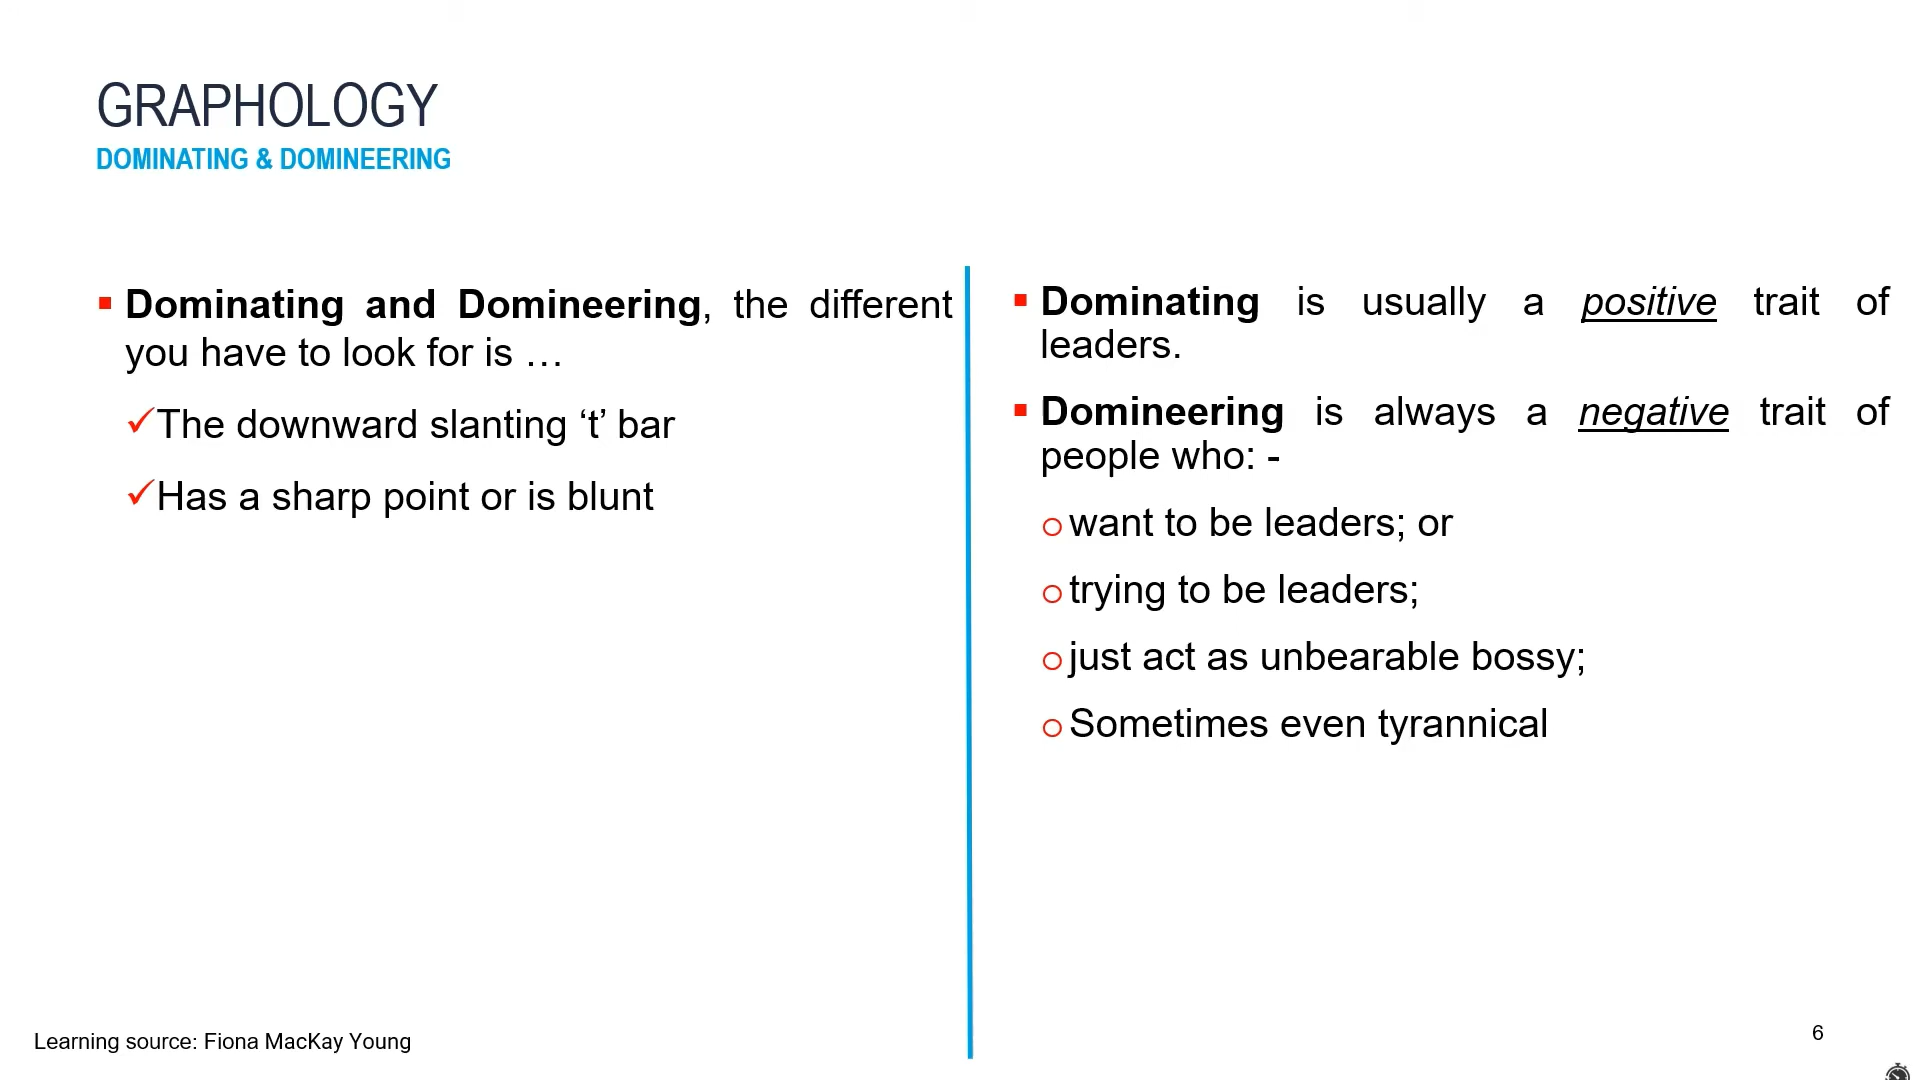 GRAPHOLOGY
DOMINATING & DOMINEERING
▪ Dominating and Domineering, the different
you have to look for is …
✓The downward slanting ‘t’ bar
✓Has a sharp point or is blunt
▪ Dominating is usually a positive trait of
leaders.
▪ Domineering is always a negative trait of
people who: -
o want to be leaders; or
o trying to be leaders;
o just act as unbearable bossy;
o Sometimes even tyrannical
Learning source: Fiona MacKay Young
6